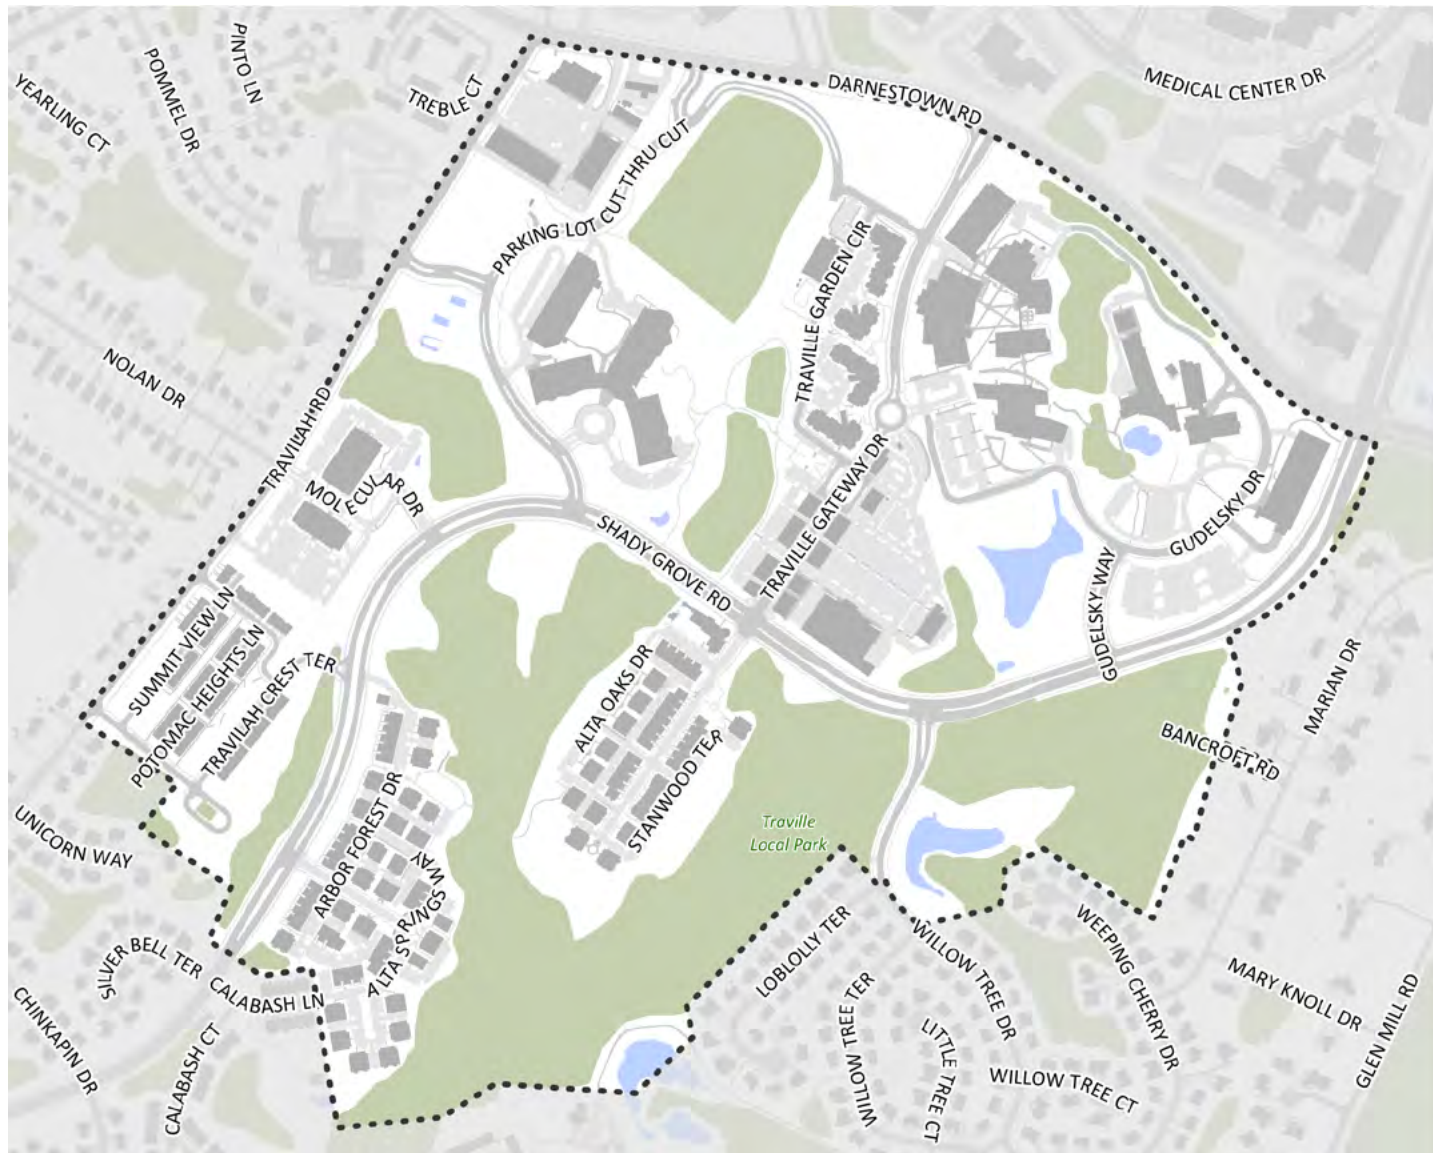 PINTO LN
POMMEL DR
YEARLING CT
TREBLE CT
DARNESTOWN RD
MEDICAL CENTER DR
PARKING LOT CUT THRU CUT
TRAVILLE GARDEN CIR
NOLAN DR
TRAVILAH RD
MOLECULAR DR
SHADY GROVE RD
TRAVILLE GATEWAY DR
GUDELSKY DR
GUDELSKY WAY
SUMMIT VIEW LN
POTOMAC HEIGHTS LN
TRAVILAH CREST TER
ALTA OAKS DR
STANWOOD TER
MARIAN DR
BANCROFT RD
UNICORN WAY
ARBOR FOREST DR
ALTA SPRINGS WAY
Traville
Local Park
SILVER BELL TER
CALABASH LN
CHINKAPIN DR
CALABASH CT
LOBLOLLY TER
WILLOW TREE DR
WEEPING CHERRY DR
MARY KNOLL DR
GLEN MILL RD
WILLOW TREE TER
LITTLE TREE CT
WILLOW TREE CT